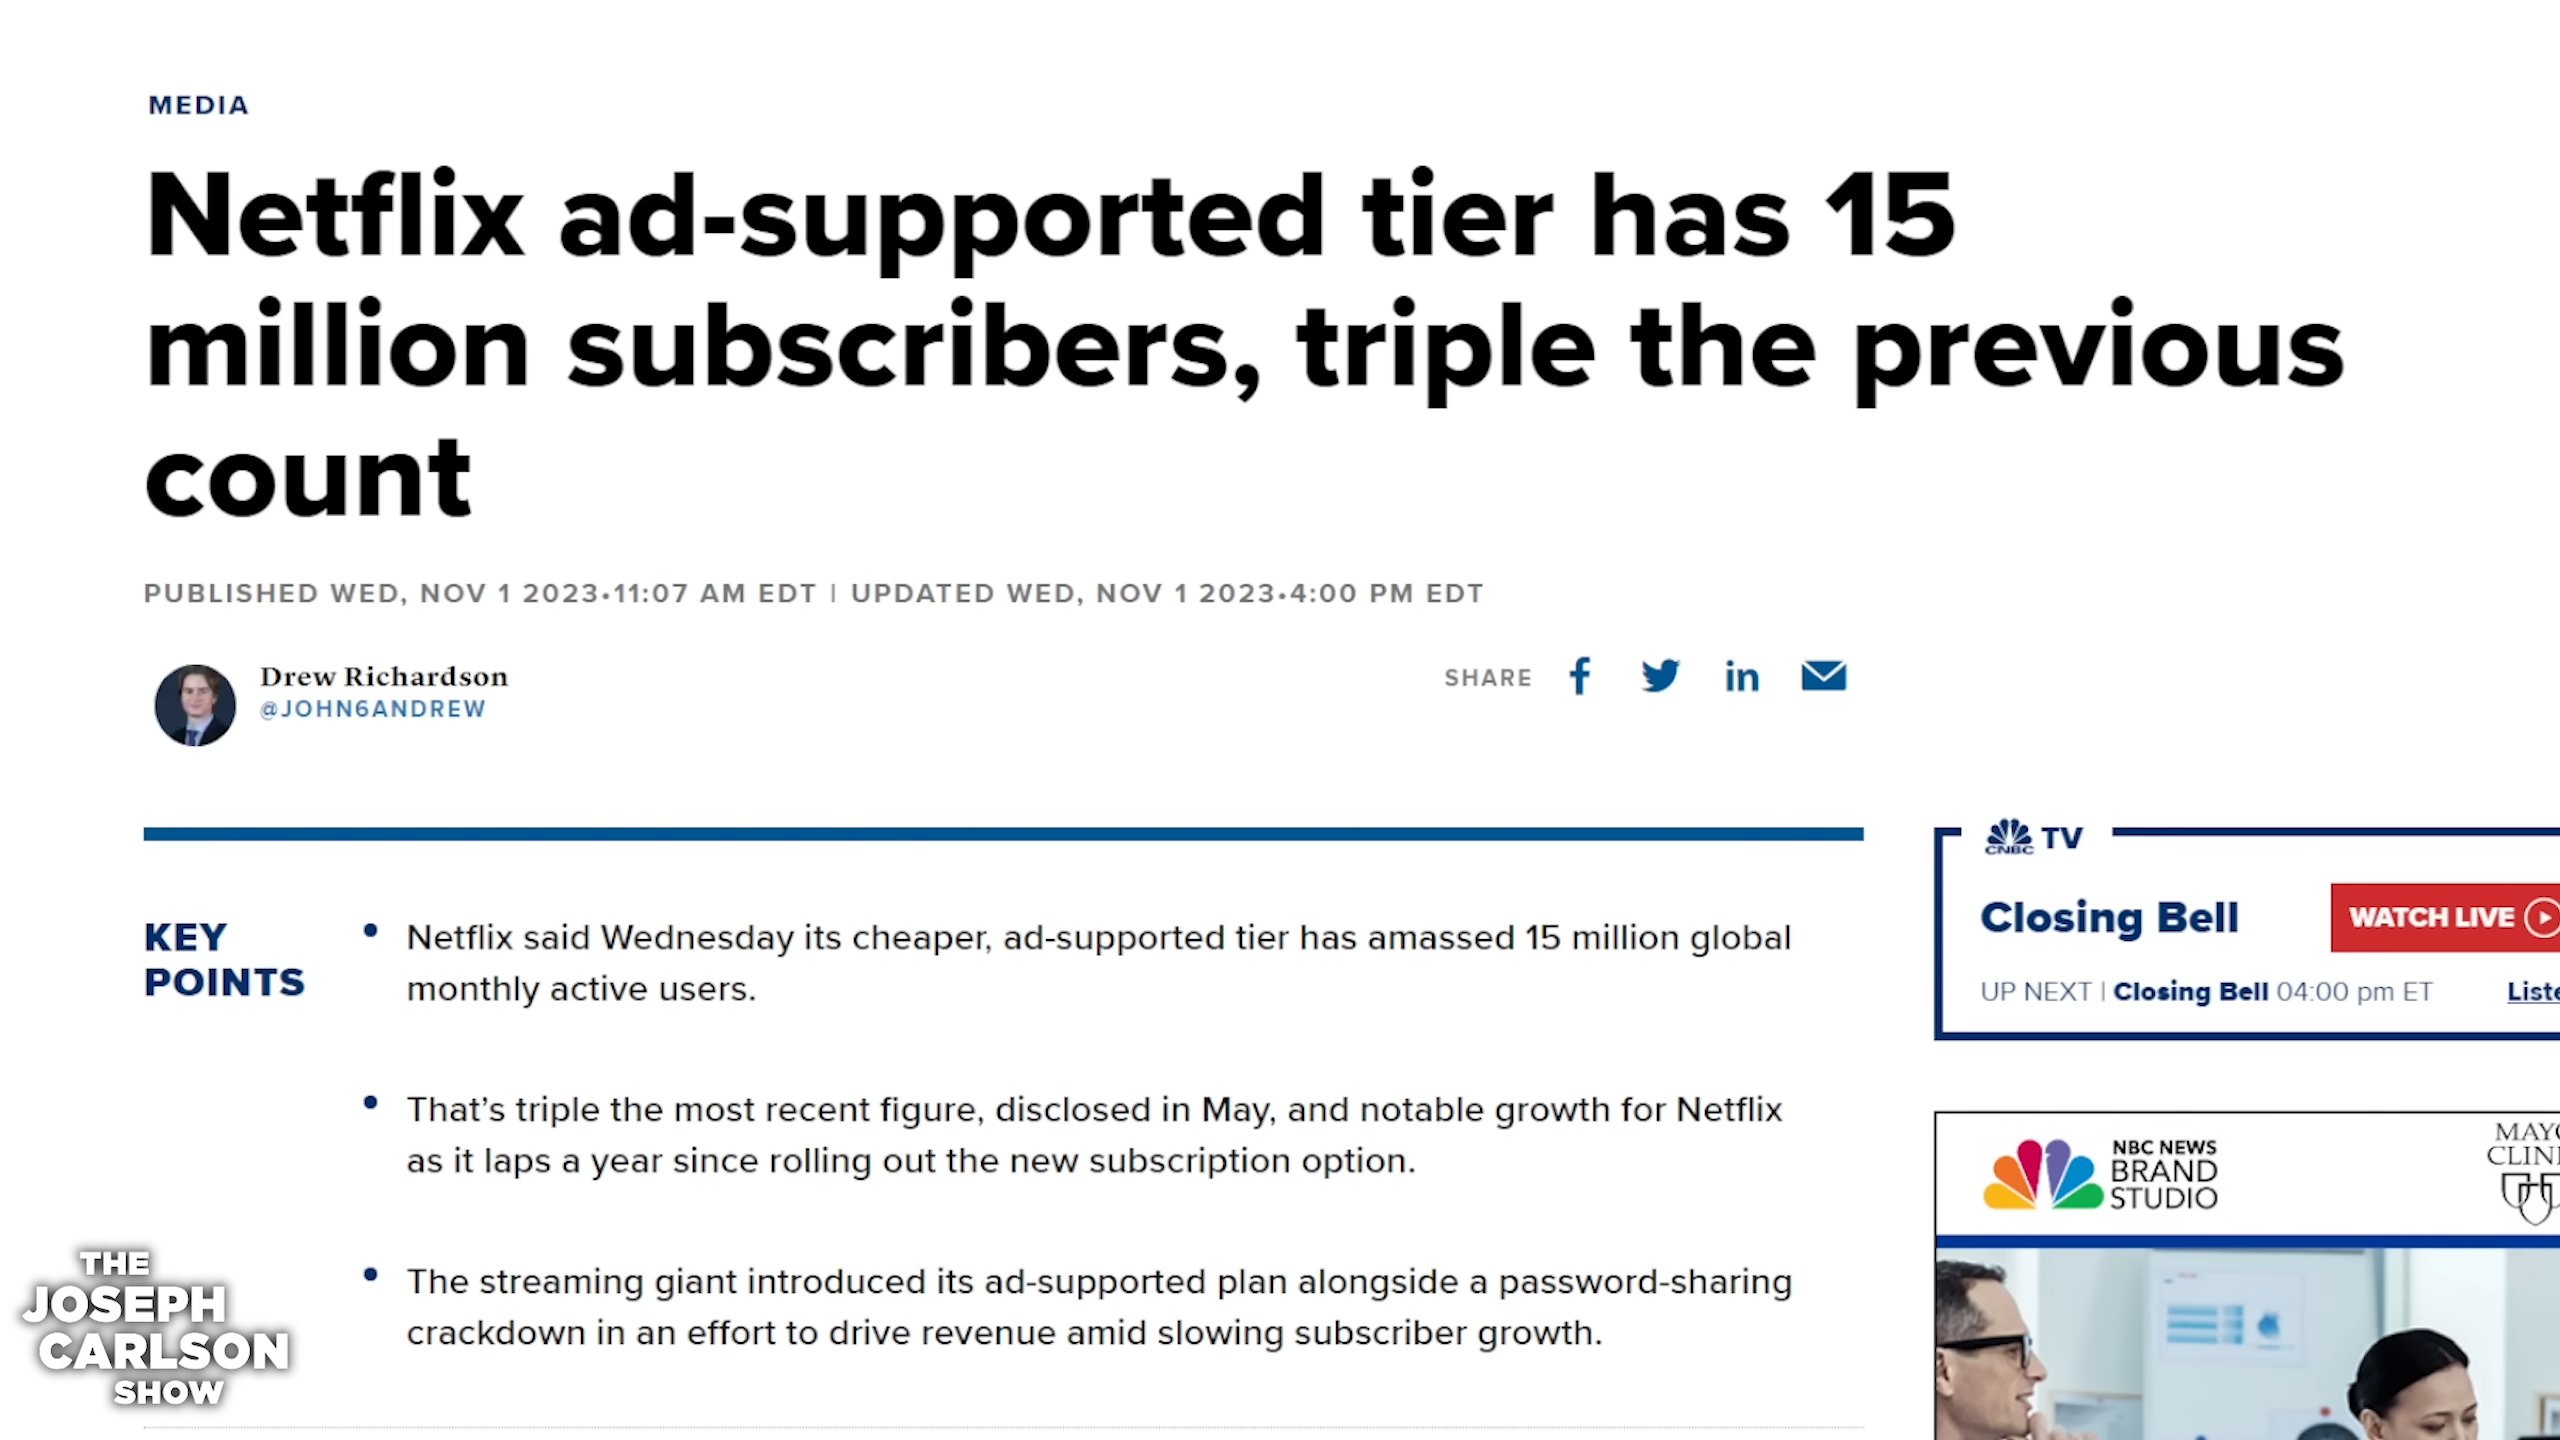 MEDIA
Netflix ad-supported tier has 15
million subscribers, triple the previous
count
PUBLISHED WED, NOV 1 2023•11:07 AM EDT | UPDATED WED, NOV 1 2023•4:00 PM EDT
Drew Richardson
@JOHN6ANDREW
SHARE
KEY
POINTS
• Netflix said Wednesday its cheaper, ad-supported tier has amassed 15 million global
monthly active users.
• That’s triple the most recent figure, disclosed in May, and notable growth for Netflix
as it laps a year since rolling out the new subscription option.
• The streaming giant introduced its ad-supported plan alongside a password-sharing
crackdown in an effort to drive revenue amid slowing subscriber growth.
CNBC TV
Closing Bell
WATCH LIVE
UP NEXT | Closing Bell 04:00 pm ET
NBC NEWS
BRAND
STUDIO
THE
JOSEPH
CARLSON
SHOW